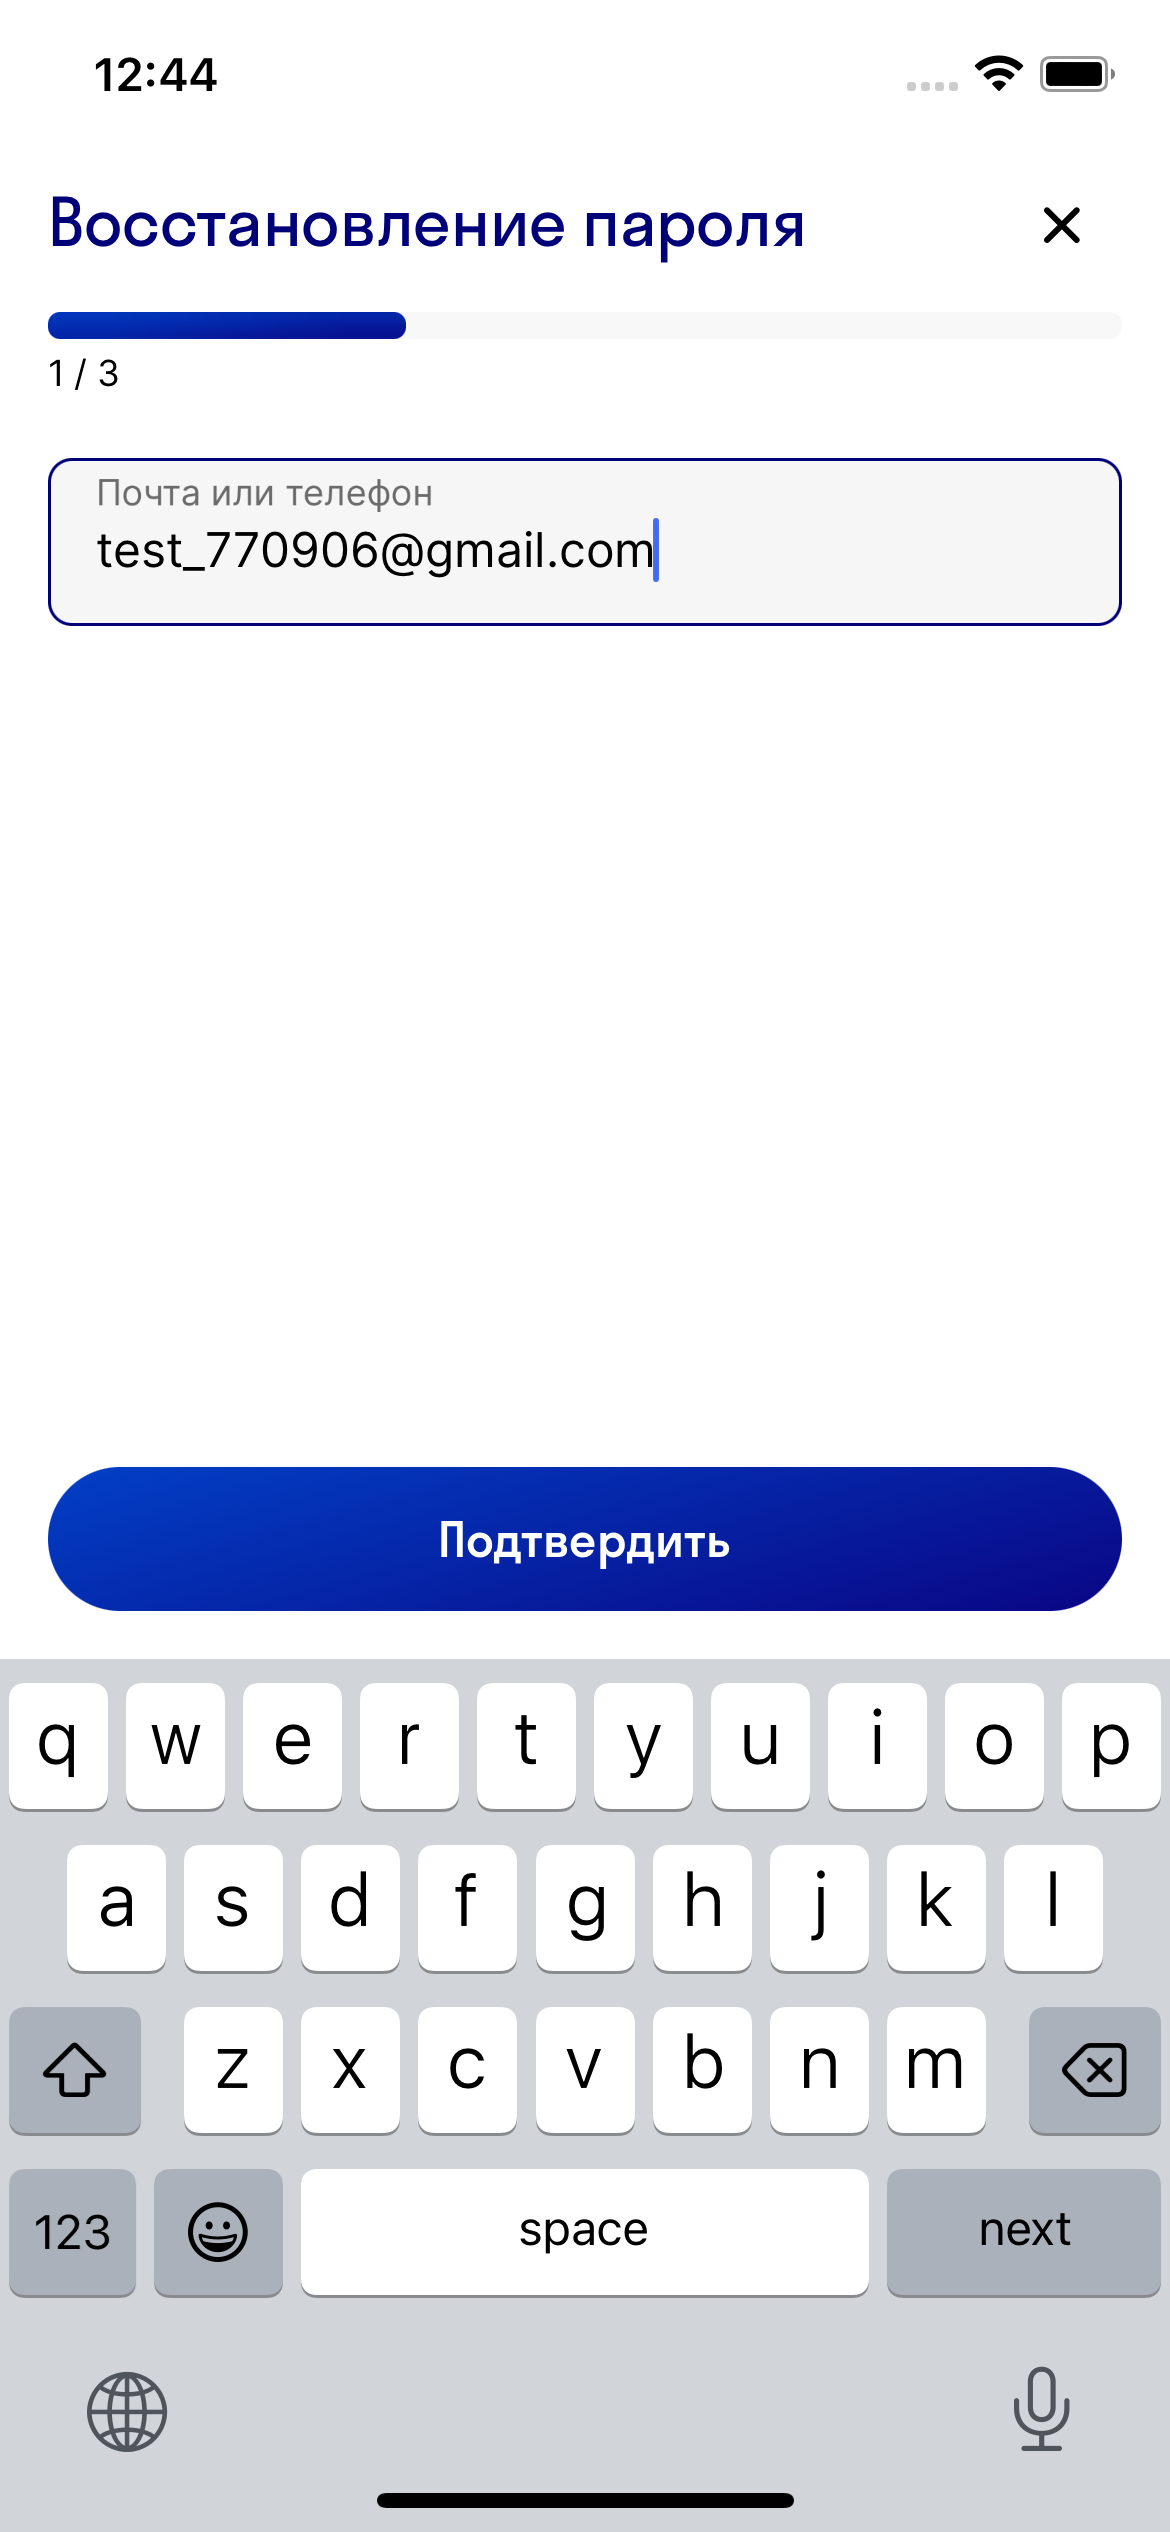 12:44
Восстановление пароля
1 / 3
Почта или телефон
test_770906@gmail.com
Подтвердить
q w e r t y u i o p
a s d f g h j k l
z x c v b n m
123 space next